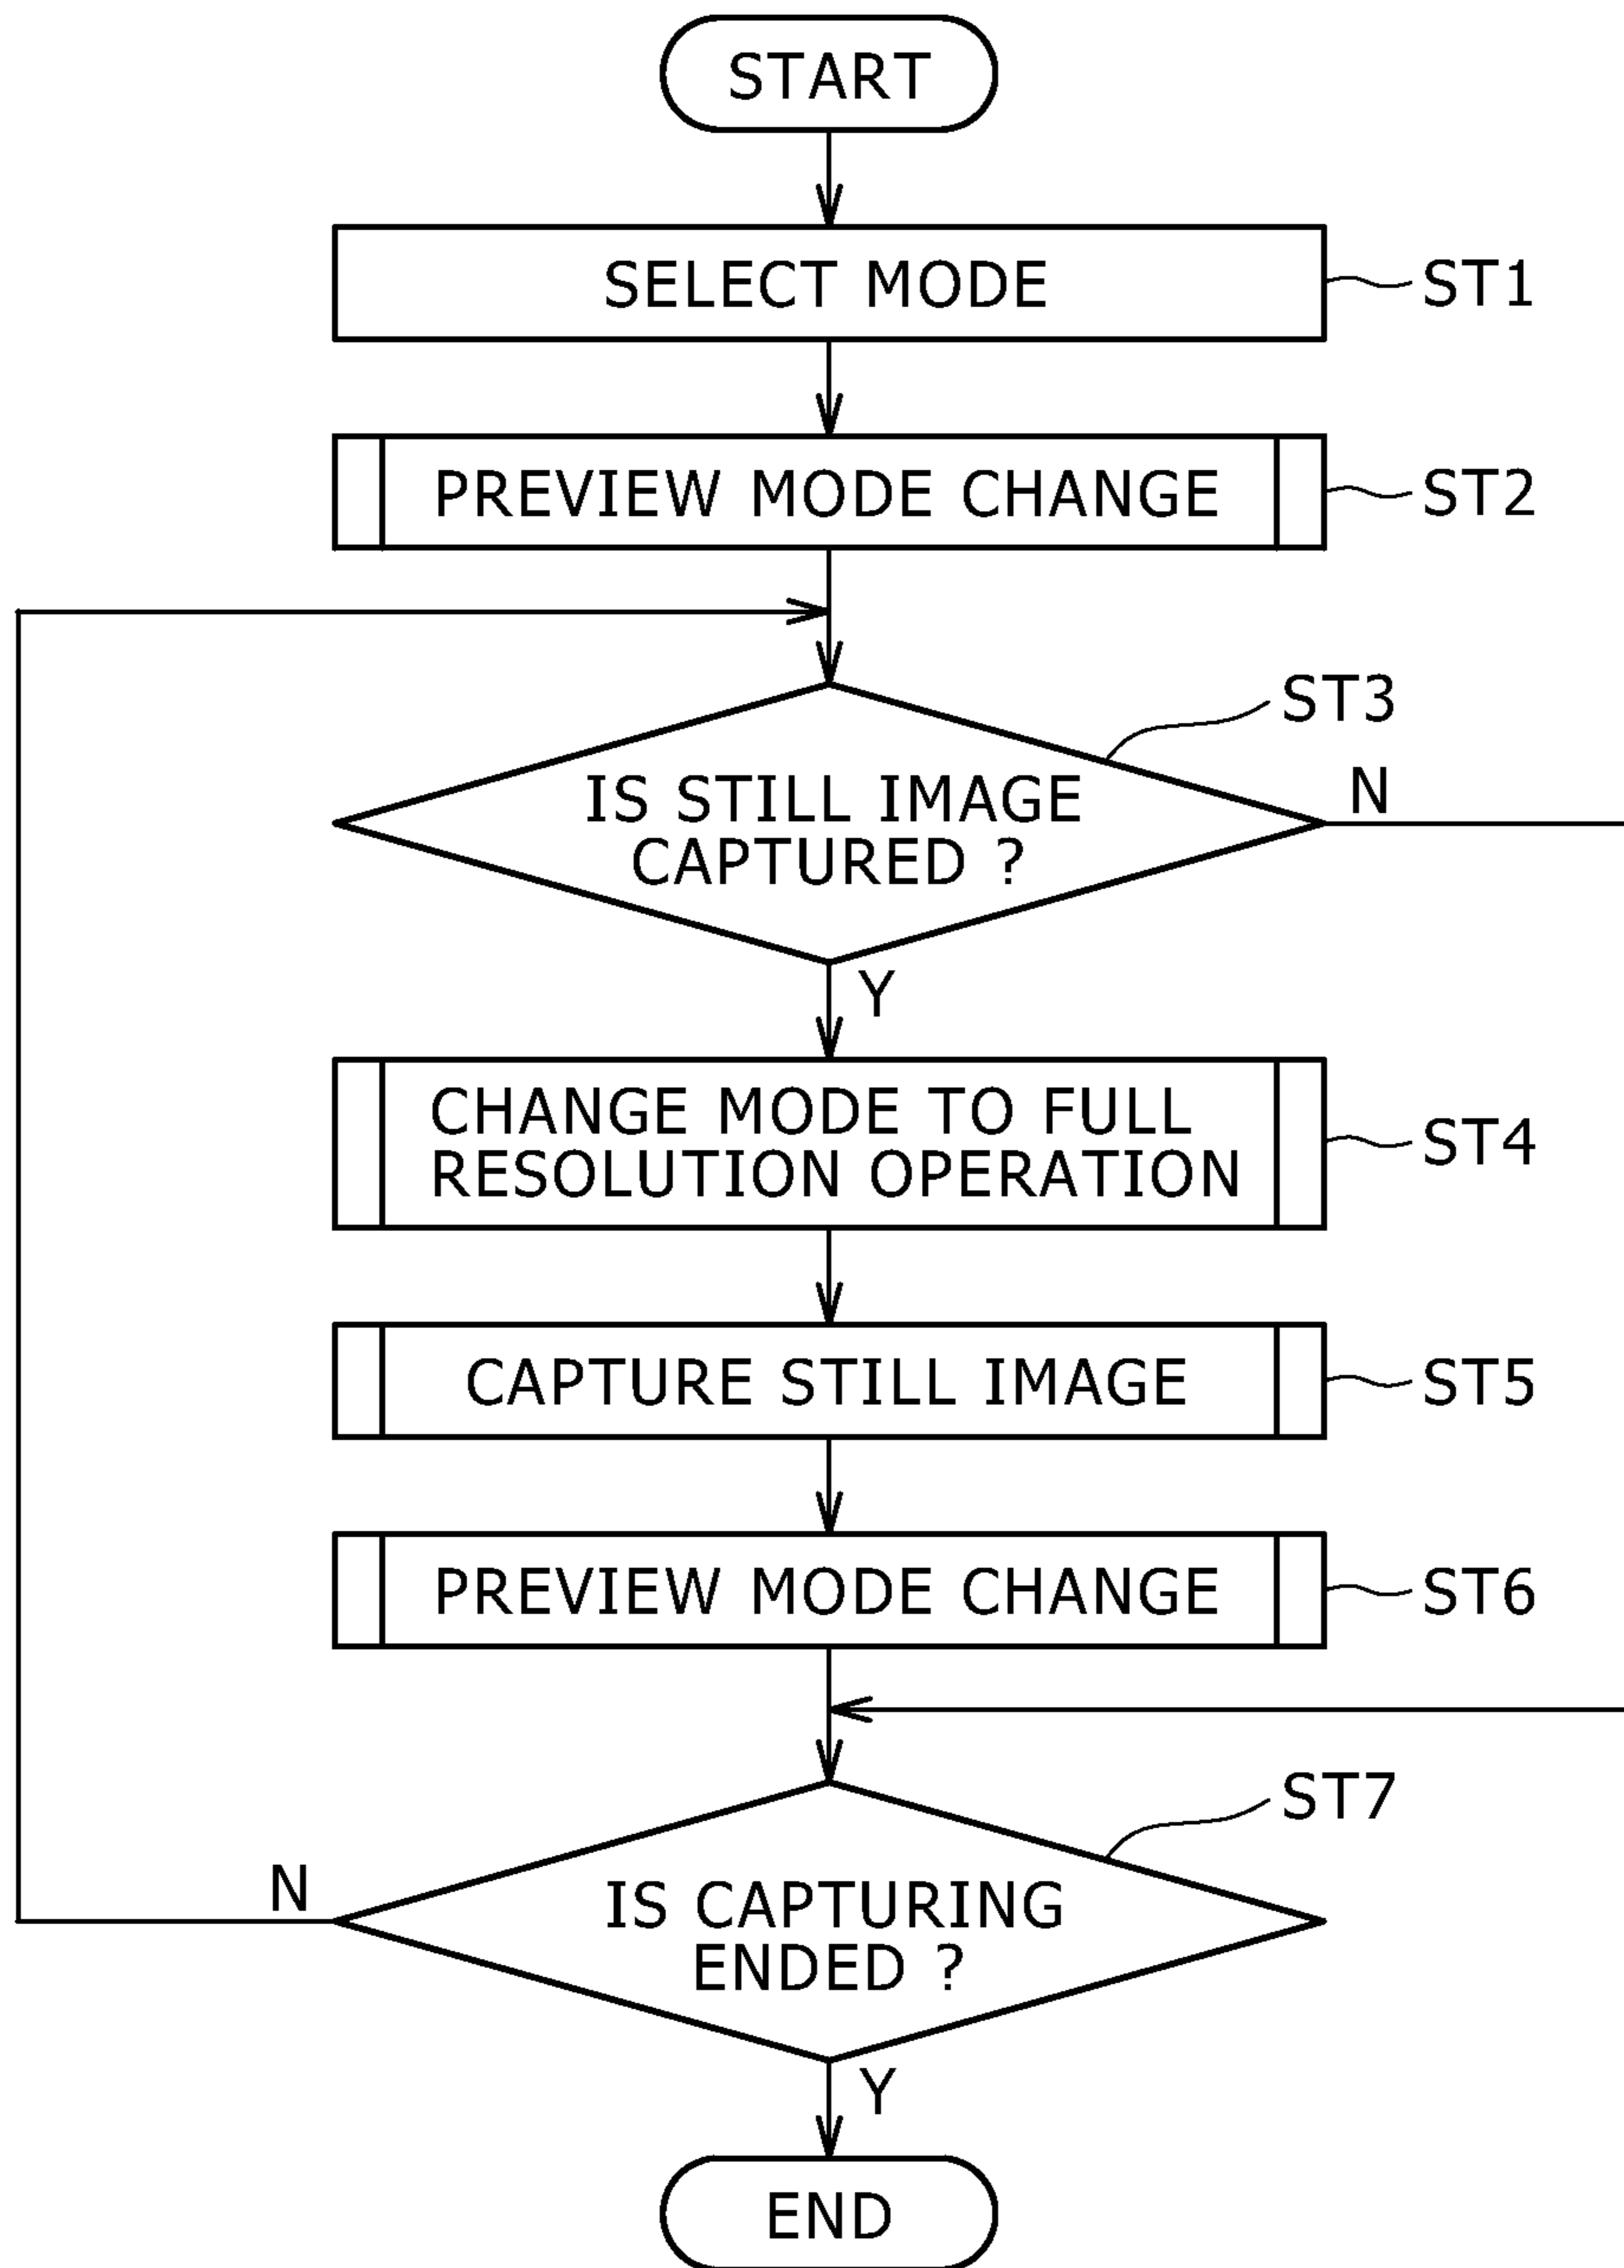 START
SELECT MODE
ST1
PREVIEW MODE CHANGE
ST2
ST3
IS STILL IMAGE
CAPTURED ?
N
Y
CHANGE MODE TO FULL
RESOLUTION OPERATION
ST4
CAPTURE STILL IMAGE
ST5
PREVIEW MODE CHANGE
ST6
ST7
N
IS CAPTURING
ENDED ?
Y
END